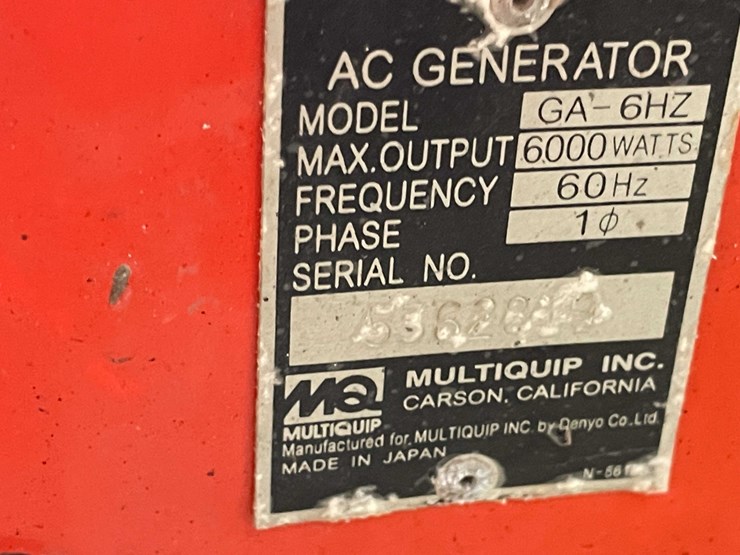 AC GENERATOR
MODEL GA-6HZ
MAX.OUTPUT 6000 WATTS
FREQUENCY 60Hz
PHASE 1φ
SERIAL NO.
MQ MULTIQUIP INC.
CARSON, CALIFORNIA
MULTIQUIP
Manufactured for MULTIQUIP INC. by Denyo Co.Ltd.
MADE IN JAPAN